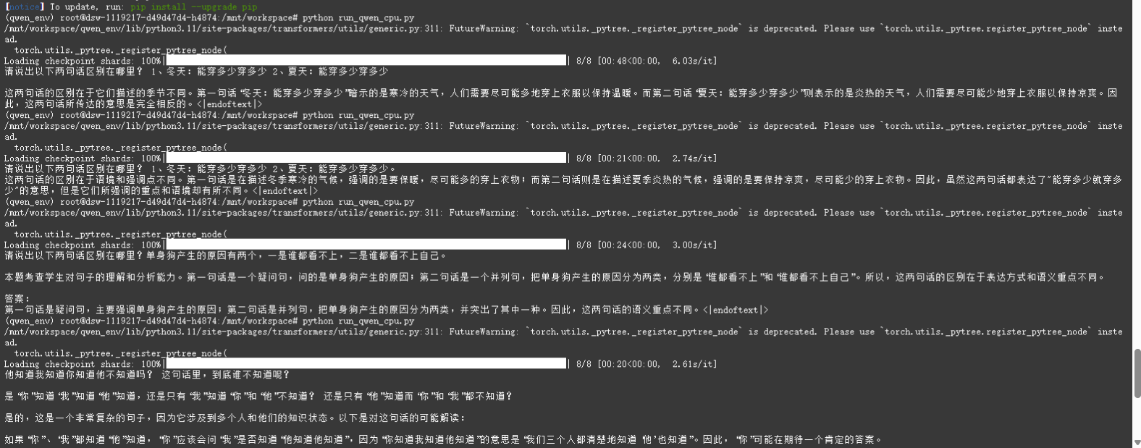 [notice] To update, run: pip install --upgrade pip
(qwen_env) root@dsw-1119217-d49d47d4-h4874:/mnt/workspace# python run_qwen_cpu.py
/mnt/workspace/qwen_env/lib/python3.11/site-packages/transformers/utils/generic.py:311: FutureWarning: `torch.utils._pytree._register_pytree_node` is deprecated. Please use `torch.utils._pytree.register_pytree_node` inste
ad.
torch.utils._pytree._register_pytree_node(
Loading checkpoint shards: 100%| | 8/8 [00:48<00:00, 6.03s/it]
请说出以下两句话区别在哪里? 1、冬天：能穿多少穿多少 2、夏天：能穿多少穿多少
这两句话的区别在于它们描述的季节不同。第一句话“冬天：能穿多少穿多少”暗示的是寒冷的天气，人们需要尽可能多地穿上衣服以保持温暖。而第二句话“夏天：能穿多少穿多少”则表示的是炎热的天气，人们需要尽可能少地穿上衣服以保持凉爽。因
此，这两句话所传达的意思是完全相反的。<|endoftext|>
(qwen_env) root@dsw-1119217-d49d47d4-h4874:/mnt/workspace# python run_qwen_cpu.py
/mnt/workspace/qwen_env/lib/python3.11/site-packages/transformers/utils/generic.py:311: FutureWarning: `torch.utils._pytree._register_pytree_node` is deprecated. Please use `torch.utils._pytree.register_pytree_node` inste
ad.
torch.utils._pytree._register_pytree_node(
Loading checkpoint shards: 100%| | 8/8 [00:21<00:00, 2.74s/it]
请说出以下两句话区别在哪里? 1、冬天：能穿多少穿多少 2、夏天：能穿多少穿多少。
这两句话的区别在于语境和强调点不同。第一句话是在描述冬季寒冷的气候，强调的是要保暖，尽可能多的穿上衣物；而第二句话则是在描述夏季炎热的气候，强调的是要保持凉爽，尽可能少的穿上衣物。因此，虽然这两句话都表达了“能穿多少就穿多
少”的意思，但是它们所强调的重点和语境却有所不同。<|endoftext|>
(qwen_env) root@dsw-1119217-d49d47d4-h4874:/mnt/workspace# python run_qwen_cpu.py
/mnt/workspace/qwen_env/lib/python3.11/site-packages/transformers/utils/generic.py:311: FutureWarning: `torch.utils._pytree._register_pytree_node` is deprecated. Please use `torch.utils._pytree.register_pytree_node` inste
ad.
torch.utils._pytree._register_pytree_node(
Loading checkpoint shards: 100%| | 8/8 [00:24<00:00, 3.00s/it]
请说出以下两句话区别在哪里？单身狗产生的原因有两个，一是谁都看不上，二是谁都看不上自己。
本题考查学生对句子的理解和分析能力。第一句话是一个疑问句，问的是单身狗产生的原因；第二句话是一个并列句，把单身狗产生的原因分为两类，分别是“谁都看不上”和“谁都看不上自己”。所以，这两句话的区别在于表达方式和语义重点不同。
答案：
第一句话是疑问句，主要强调单身狗产生的原因；第二句话是并列句，把单身狗产生的原因分为两类，并突出了其中一种。因此，这两句话的语义重点不同。<|endoftext|>
(qwen_env) root@dsw-1119217-d49d47d4-h4874:/mnt/workspace# python run_qwen_cpu.py
/mnt/workspace/qwen_env/lib/python3.11/site-packages/transformers/utils/generic.py:311: FutureWarning: `torch.utils._pytree._register_pytree_node` is deprecated. Please use `torch.utils._pytree.register_pytree_node` inste
ad.
torch.utils._pytree._register_pytree_node(
Loading checkpoint shards: 100%| | 8/8 [00:20<00:00, 2.61s/it]
他知道我知道你知道他不知道吗? 这句话里，到底谁不知道呢?
是“你”知道“我”知道“他”知道，还是只有“我”知道“你”和“他”不知道? 还是只有“他”知道而“你”和“我”都不知道?
是的，这是一个非常复杂的句子，因为它涉及到多个人和他们的知识状态。以下是对这句话的可能解读：
如果“你”、“我”都知道“他”知道，“你”应该会问“我”是否知道“他知道他知道”，因为“你知道我知道他知道”的意思是“我们三个人都清楚地知道‘他’也知道”。因此，“你”可能在期待一个肯定的答案。